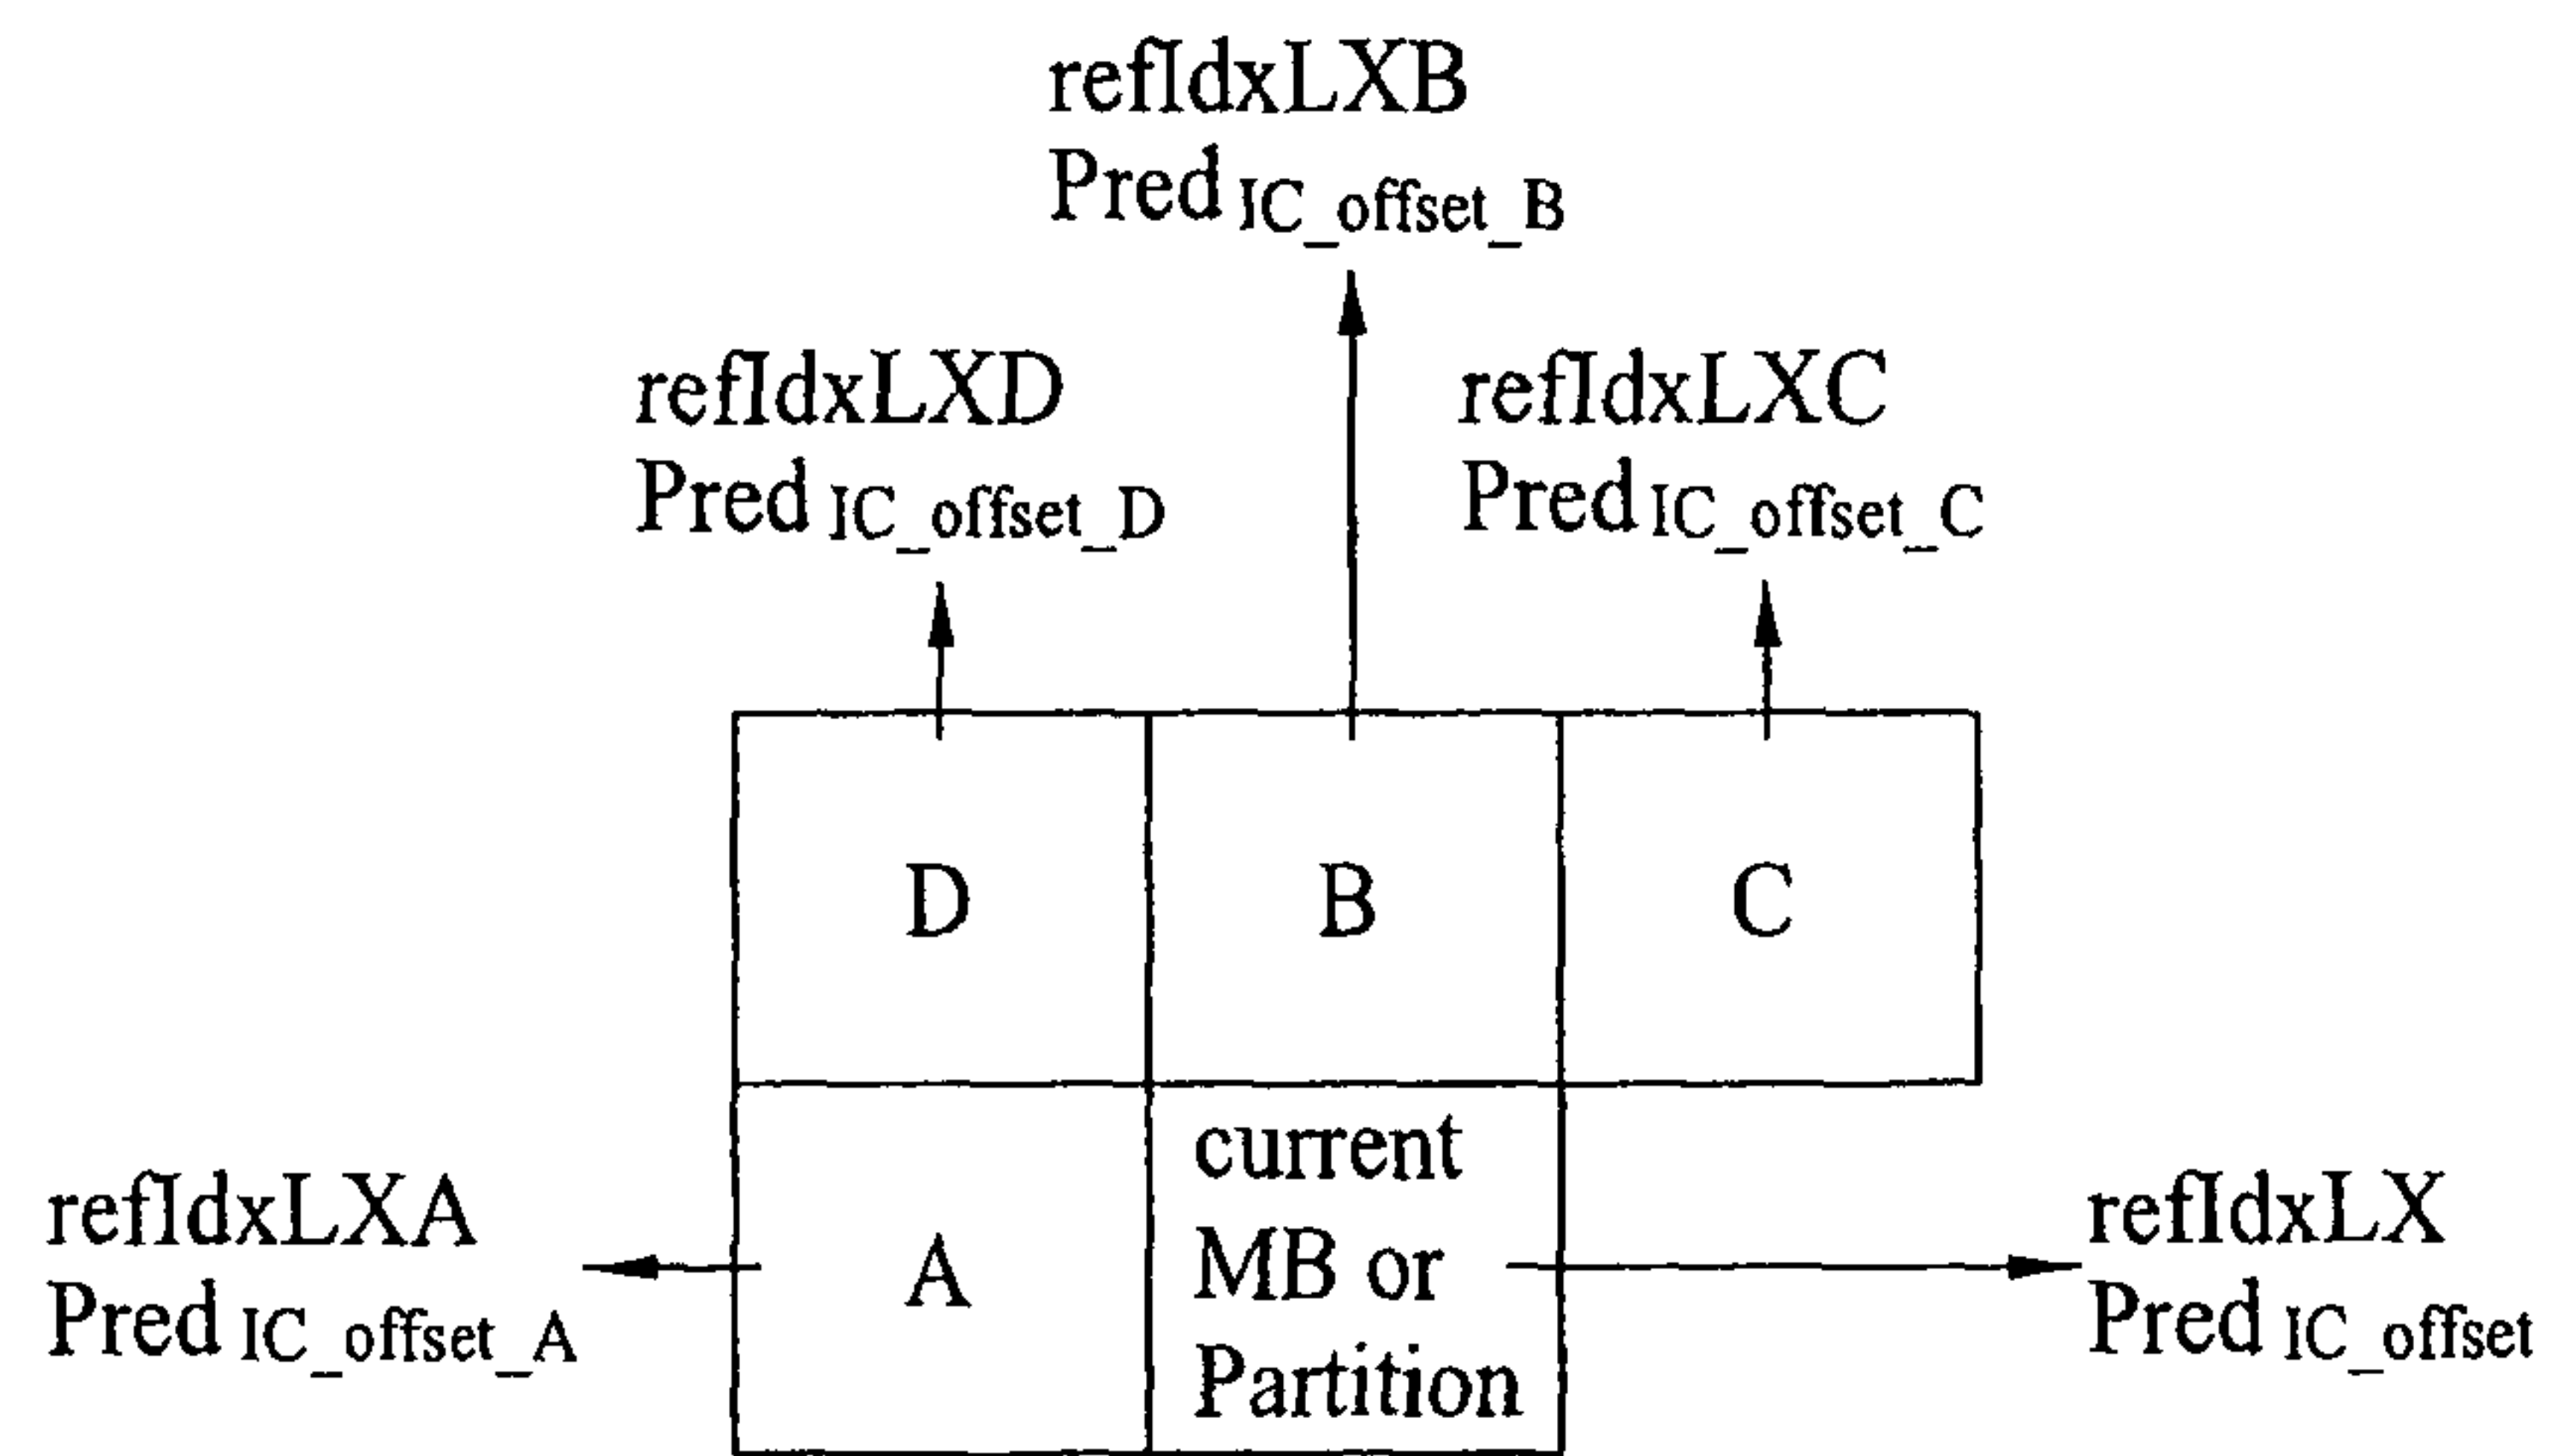 refIdxLXB
Pred IC_offset_B
refIdxLXD
Pred IC_offset_D
refIdxLXC
Pred IC_offset_C
D
B
C
refIdxLXA
Pred IC_offset_A
A
current
MB or
Partition
refIdxLX
Pred IC_offset